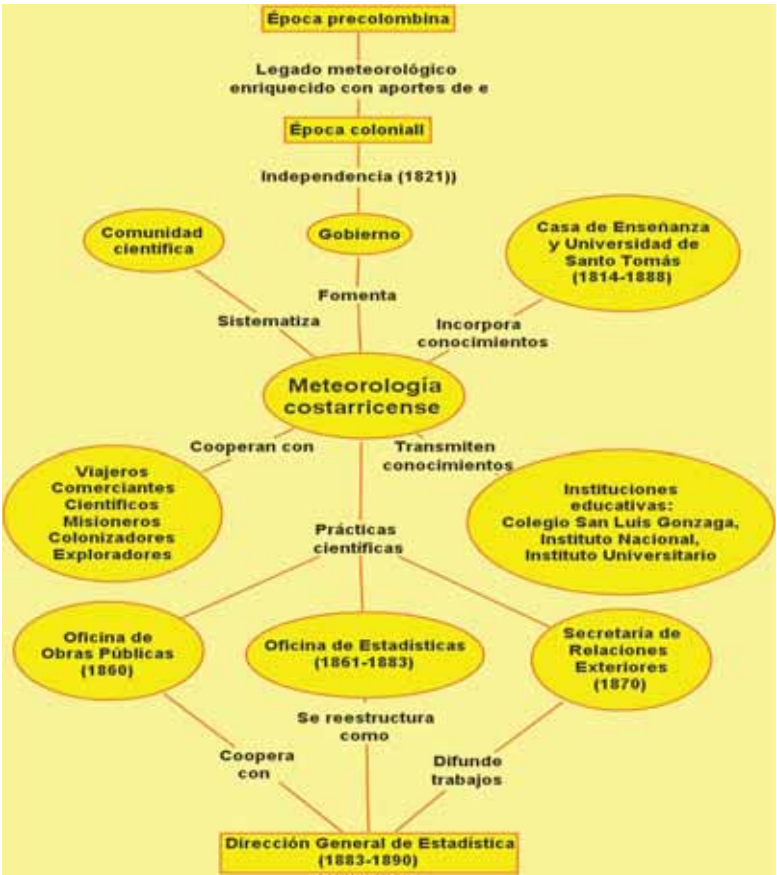 Época precolombina
Legado meteorológico
enriquecido con aportes de e
Época coloniall
Independencia (1821))
Comunidad
científica
Gobierno
Casa de Enseñanza
y Universidad de
Santo Tomás
(1814-1888)
Fomenta
Sistematiza
Incorpora
conocimientos
Meteorología
costarricense
Cooperan con
Transmiten
conocimientos
Viajeros
Comerciantes
Científicos
Misioneros
Colonizadores
Exploradores
Instituciones
educativas:
Colegio San Luis Gonzaga,
Instituto Nacional,
Instituto Universitario
Prácticas
científicas
Oficina de
Obras Públicas
(1860)
Oficina de Estadísticas
(1861-1883)
Secretaría de
Relaciones
Exteriores
(1870)
Se reestructura
como
Coopera
con
Difunde
trabajos
Dirección General de Estadística
(1883-1890)